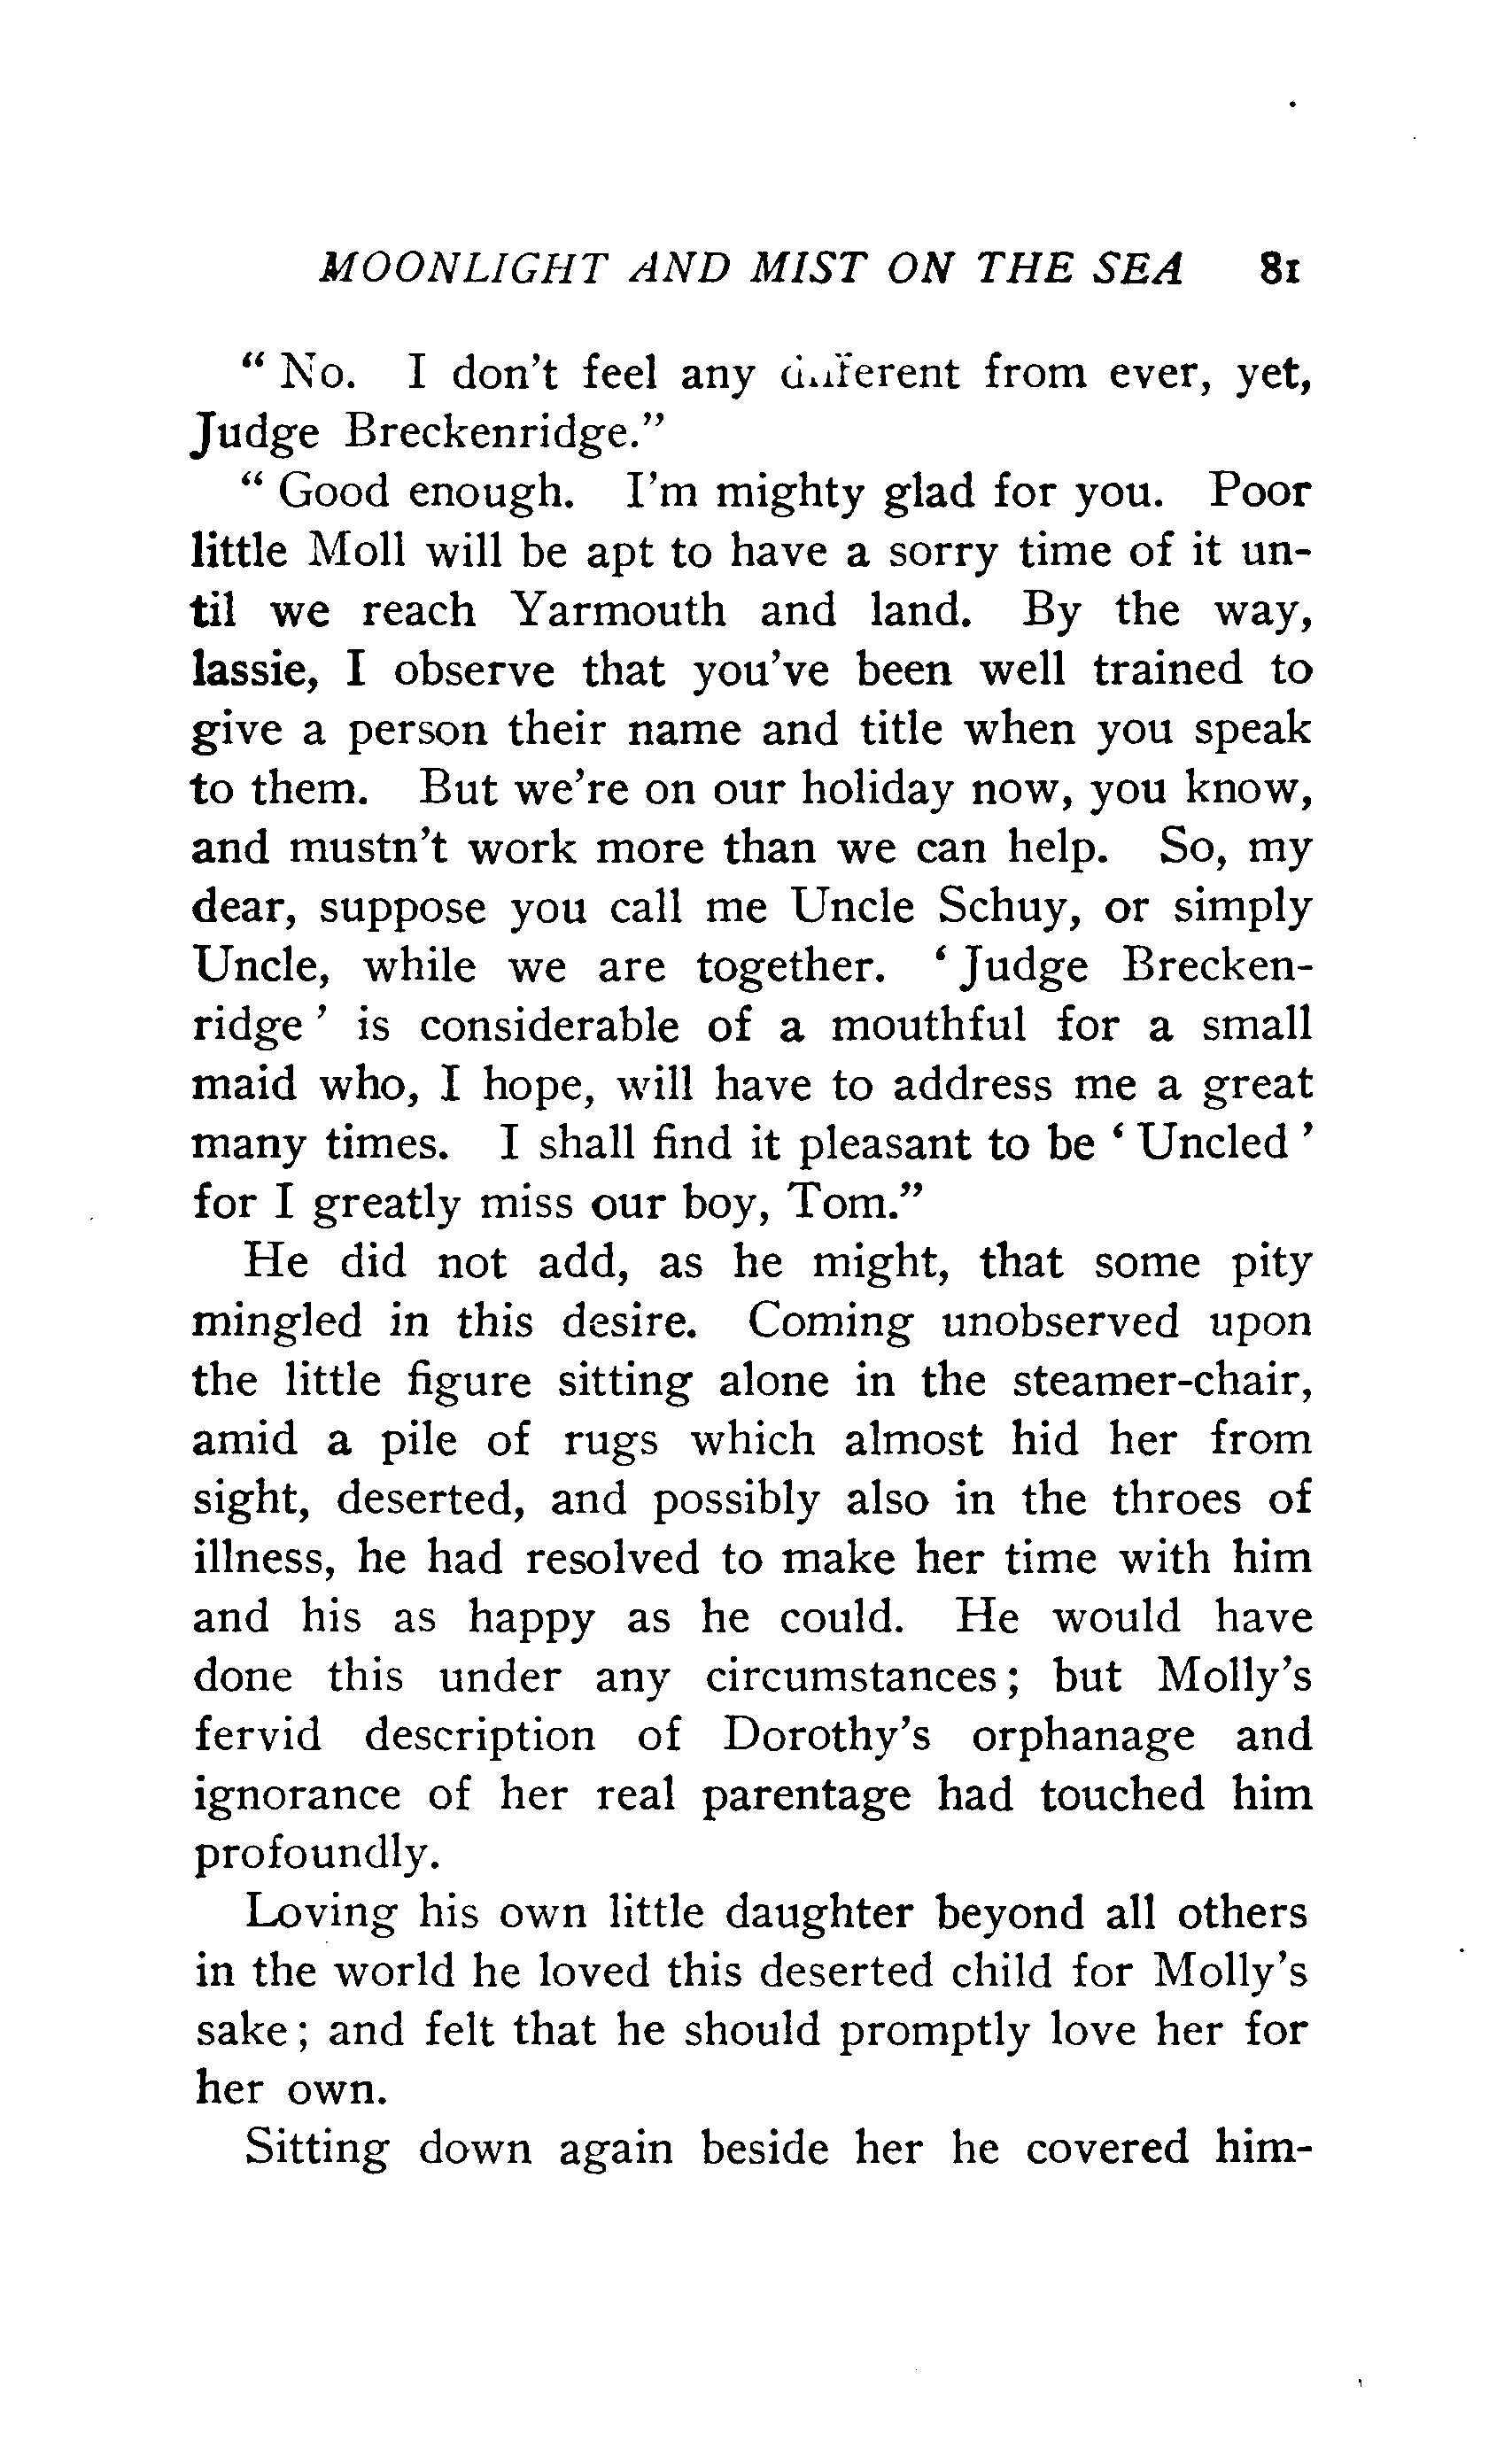 MOONLIGHT AND MIST ON THE SEA 81
" No. I don't feel any different from ever, yet,
Judge Breckenridge."
" Good enough. I'm mighty glad for you. Poor
little Moll will be apt to have a sorry time of it un-
til we reach Yarmouth and land. By the way,
lassie, I observe that you've been well trained to
give a person their name and title when you speak
to them. But we're on our holiday now, you know,
and mustn't work more than we can help. So, my
dear, suppose you call me Uncle Schuy, or simply
Uncle, while we are together. ' Judge Brecken-
ridge ' is considerable of a mouthful for a small
maid who, I hope, will have to address me a great
many times. I shall find it pleasant to be ' Uncled '
for I greatly miss our boy, Tom."
He did not add, as he might, that some pity
mingled in this desire. Coming unobserved upon
the little figure sitting alone in the steamer-chair,
amid a pile of rugs which almost hid her from
sight, deserted, and possibly also in the throes of
illness, he had resolved to make her time with him
and his as happy as he could. He would have
done this under any circumstances; but Molly's
fervid description of Dorothy's orphanage and
ignorance of her real parentage had touched him
profoundly.
Loving his own little daughter beyond all others
in the world he loved this deserted child for Molly's
sake; and felt that he should promptly love her for
her own.
Sitting down again beside her he covered him-